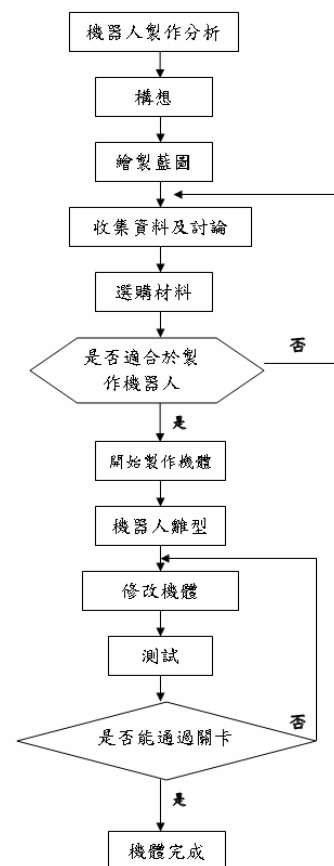 機器人製作分析
構想
繪製藍圖
收集資料及討論
選購材料
是否適合於製
作機器人
否
是
開始製作機體
機器人雛型
修改機體
測試
是否能通過關卡
否
是
機體完成